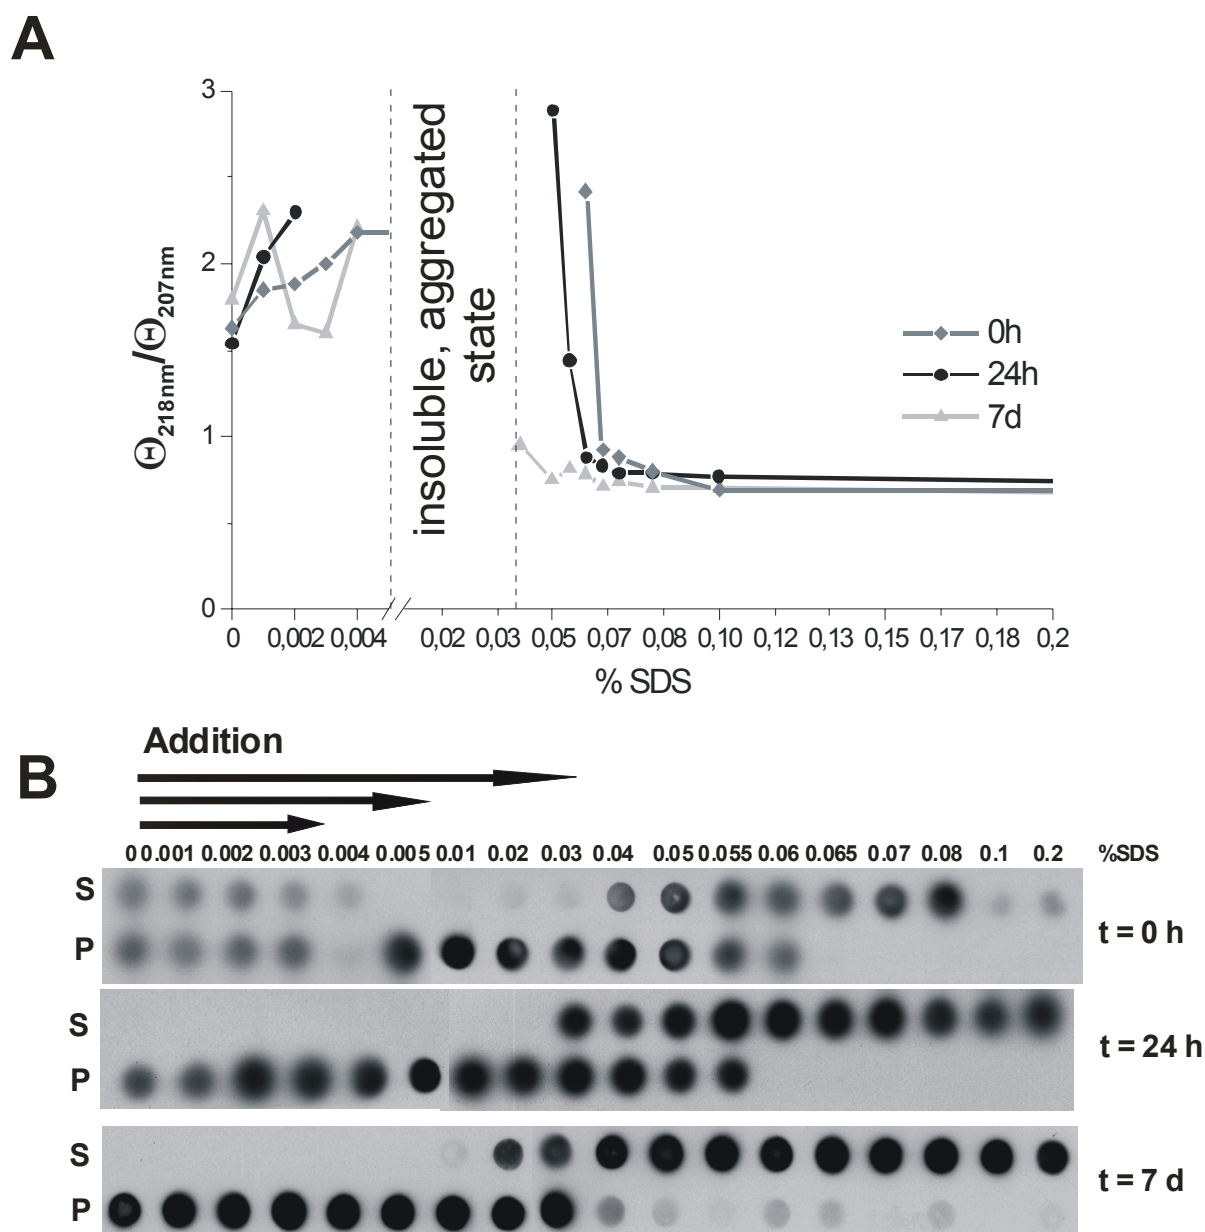 A
3
2
1
0
Θ218nm/Θ207nm
insoluble, aggregated
state
0h
24h
7d
0 0,002 0,004 0,02 0,03 0,05 0,07 0,08 0,10 0,12 0,13 0,15 0,17 0,18 0,2
% SDS
B
Addition
0 0.001 0.002 0.003 0.004 0.005 0.01 0.02 0.03 0.04 0.05 0.055 0.06 0.065 0.07 0.08 0.1 0.2 %SDS
S
P
t = 0 h
S
P
t = 24 h
S
P
t = 7 d